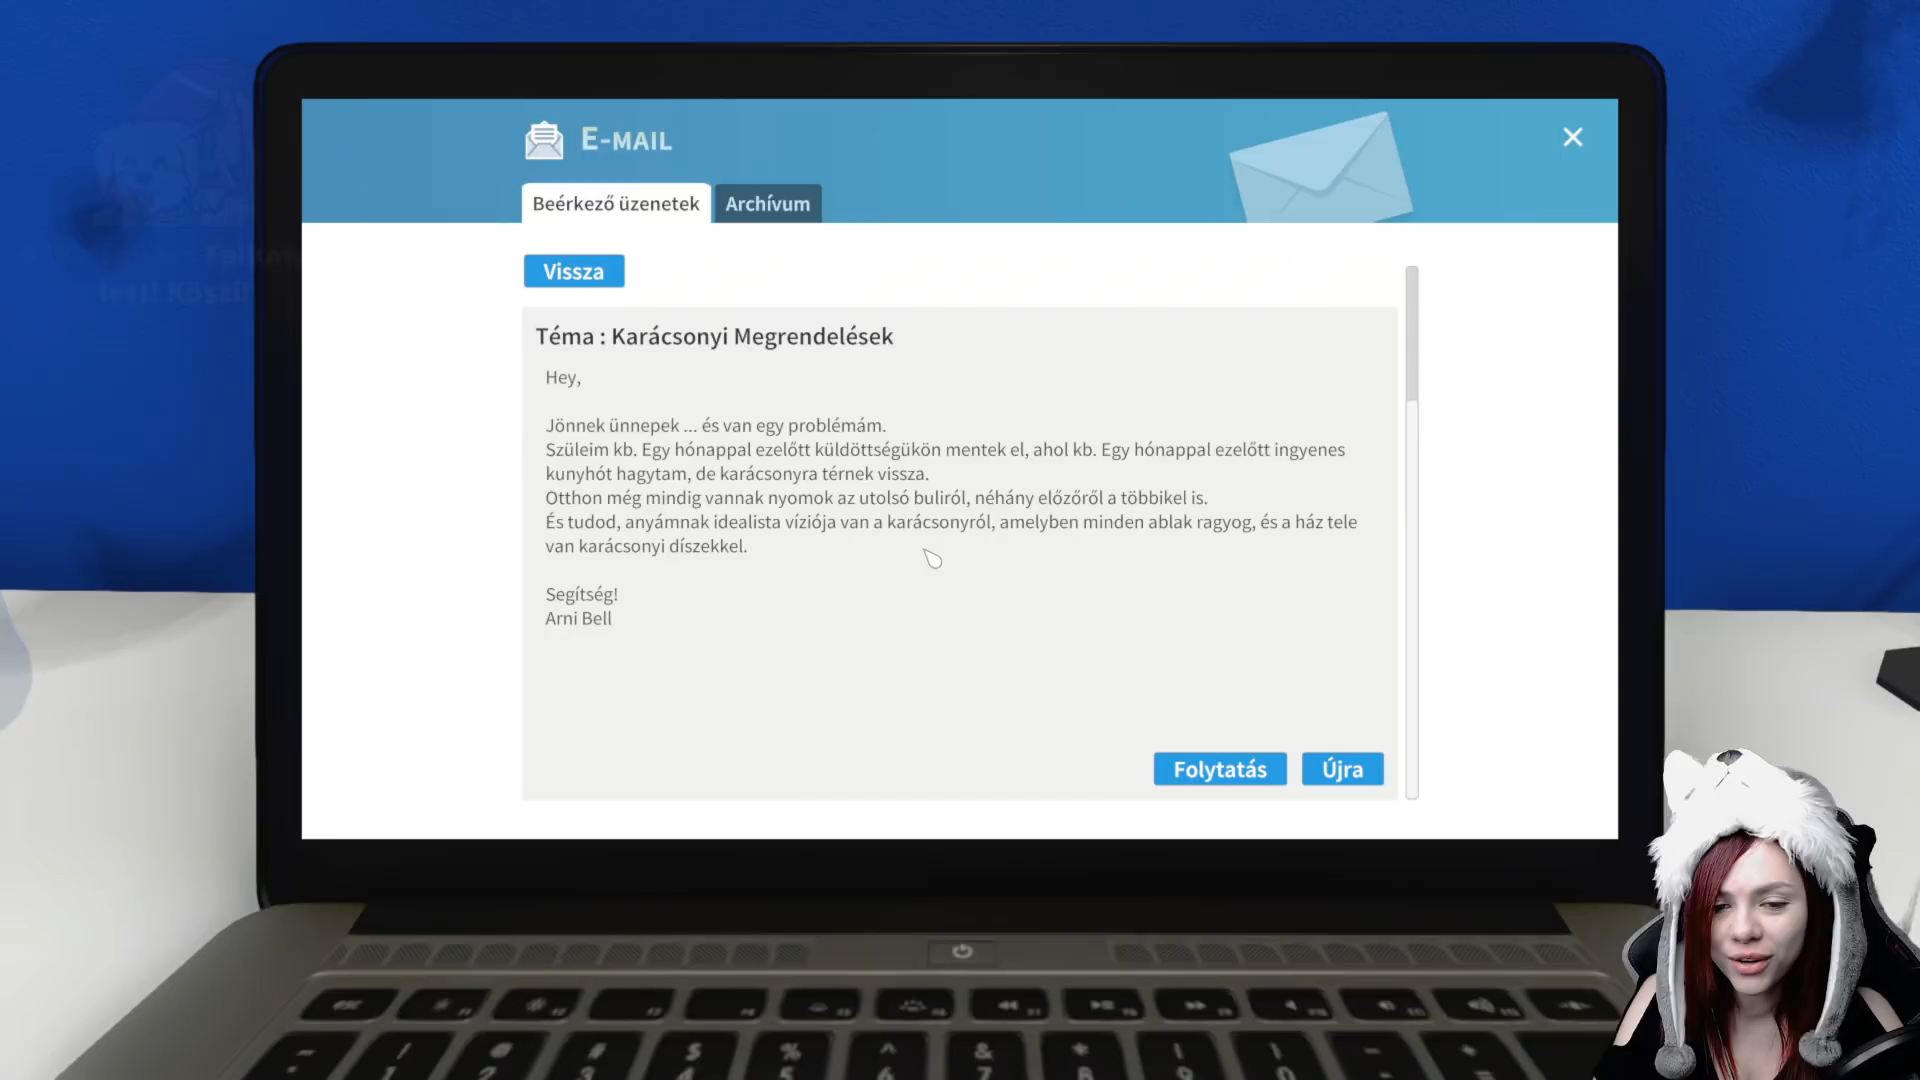 E-MAIL
Beérkező üzenetek
Archívum
Vissza
Téma : Karácsonyi Megrendelések
Hey,
Jönnek ünnepek ... és van egy problémám.
Szüleim kb. Egy hónappal ezelőtt küldöttségükön mentek el, ahol kb. Egy hónappal ezelőtt ingyenes
kunyhót hagytam, de karácsonyra térnek vissza.
Otthon még mindig vannak nyomok az utolsó buliról, néhány előzőről a többikel is.
És tudod, anyámnak idealista víziója van a karácsonyról, amelyben minden ablak ragyog, és a ház tele
van karácsonyi díszekkel.
Segítség!
Arni Bell
Folytatás
Újra
esc